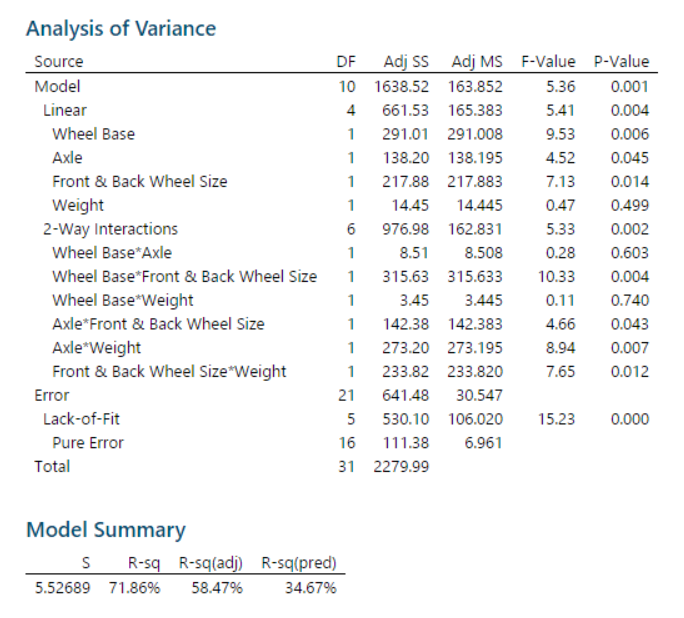 Analysis of Variance
Source DF Adj SS Adj MS F-Value P-Value
Model 10 1638.52 163.852 5.36 0.001
Linear 4 661.53 165.383 5.41 0.004
Wheel Base 1 291.01 291.008 9.53 0.006
Axle 1 138.20 138.195 4.52 0.045
Front & Back Wheel Size 1 217.88 217.883 7.13 0.014
Weight 1 14.45 14.445 0.47 0.499
2-Way Interactions 6 976.98 162.831 5.33 0.002
Wheel Base*Axle 1 8.51 8.508 0.28 0.603
Wheel Base*Front & Back Wheel Size 1 315.63 315.633 10.33 0.004
Wheel Base*Weight 1 3.45 3.445 0.11 0.740
Axle*Front & Back Wheel Size 1 142.38 142.383 4.66 0.043
Axle*Weight 1 273.20 273.195 8.94 0.007
Front & Back Wheel Size*Weight 1 233.82 233.820 7.65 0.012
Error 21 641.48 30.547
Lack-of-Fit 5 530.10 106.020 15.23 0.000
Pure Error 16 111.38 6.961
Total 31 2279.99
Model Summary
S R-sq R-sq(adj) R-sq(pred)
5.52689 71.86% 58.47% 34.67%